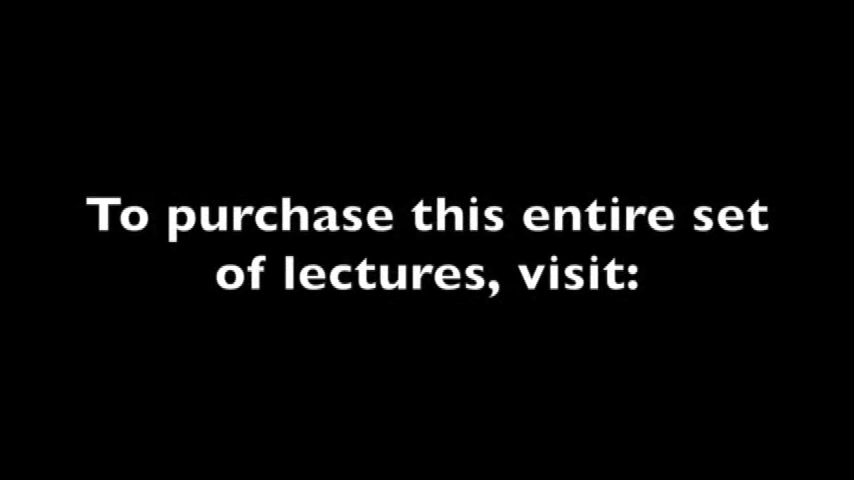 To purchase this entire set
of lectures, visit: